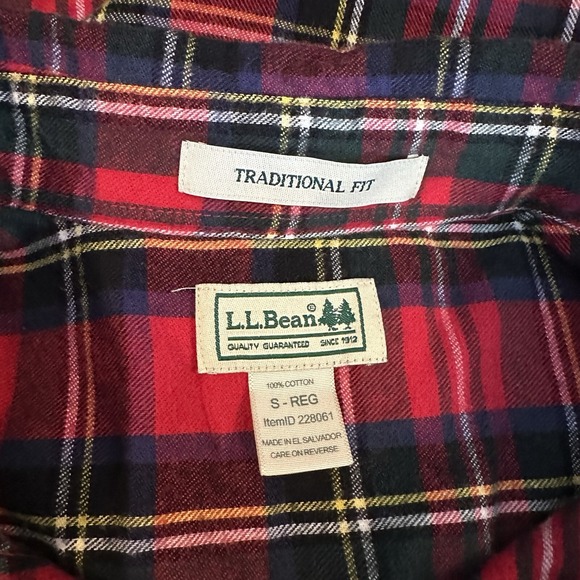 TRADITIONAL FIT
L.L.Bean®
QUALITY GUARANTEED SINCE 1912
100% COTTON
S - REG
ItemID 228061
MADE IN EL SALVADOR
CARE ON REVERSE